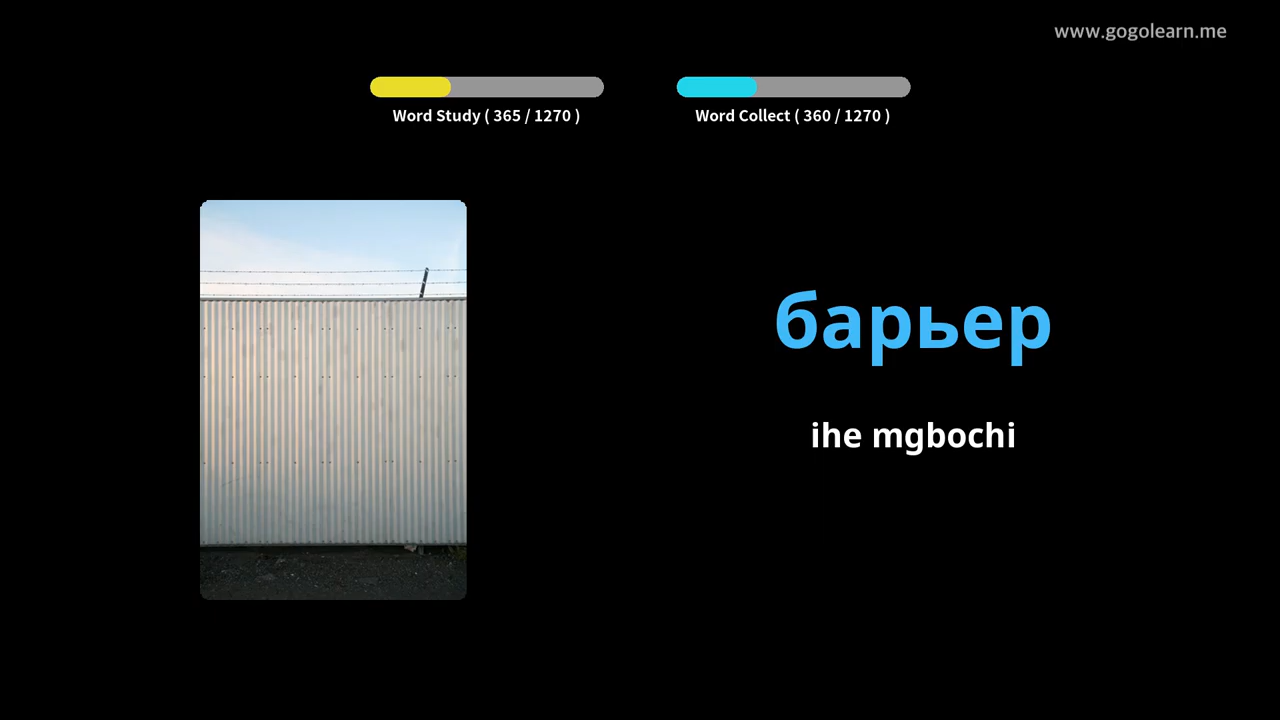 www.gogolearn.me
Word Study ( 365 / 1270 )
Word Collect ( 360 / 1270 )
барьер
ihe mgbochi